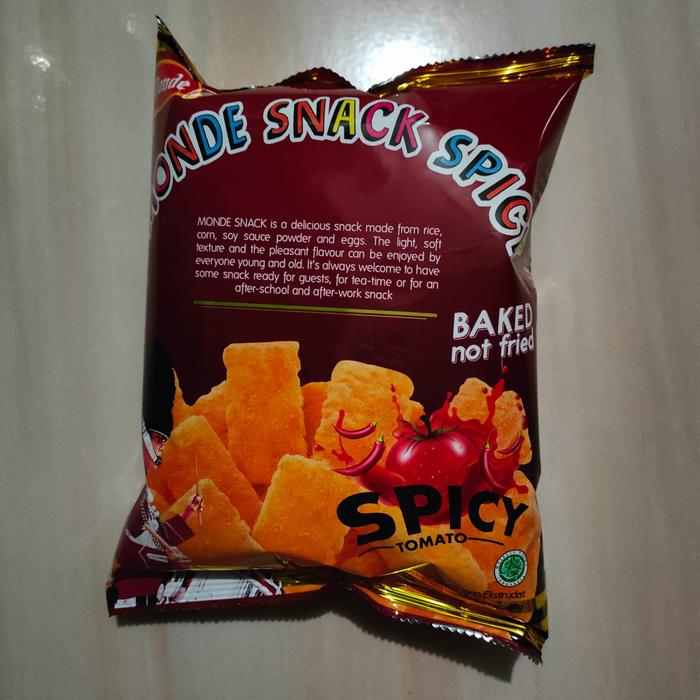 Monde
MONDE SNACK SPICY
MONDE SNACK is a delicious snack made from rice,
corn, soy sauce powder and eggs. The light, soft
texture and the pleasant flavour can be enjoyed by
everyone young and old. It's always welcome to have
some snack ready for guests, for tea-time or for an
after-school and after-work snack
BAKED
not fried
SPICY
TOMATO